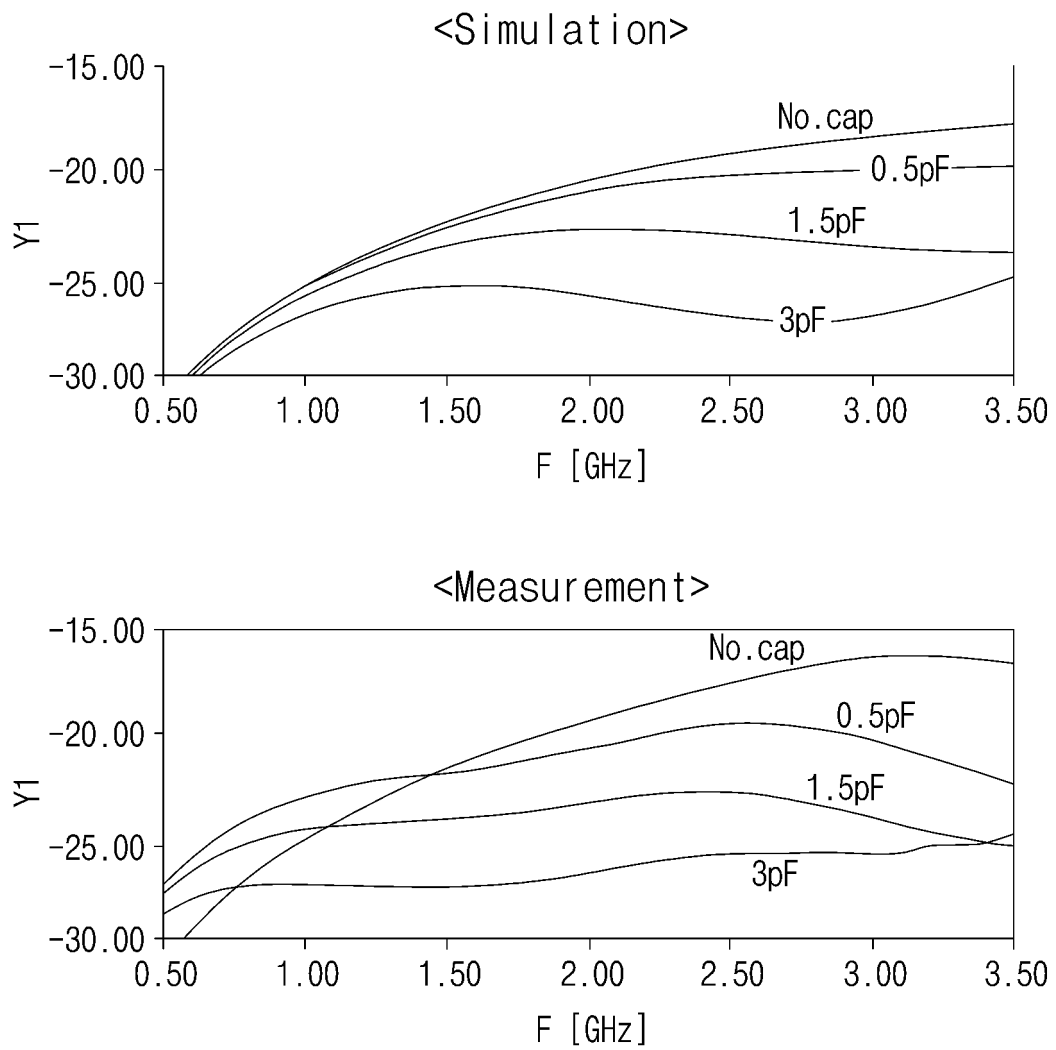 <Simulation>
-15.00
No.cap
-20.00
0.5pF
1.5pF
Y1
-25.00
3pF
-30.00
0.50 1.00 1.50 2.00 2.50 3.00 3.50
F [GHz]
<Measurement>
-15.00
No.cap
0.5pF
-20.00
1.5pF
Y1
-25.00
3pF
-30.00
0.50 1.00 1.50 2.00 2.50 3.00 3.50
F [GHz]